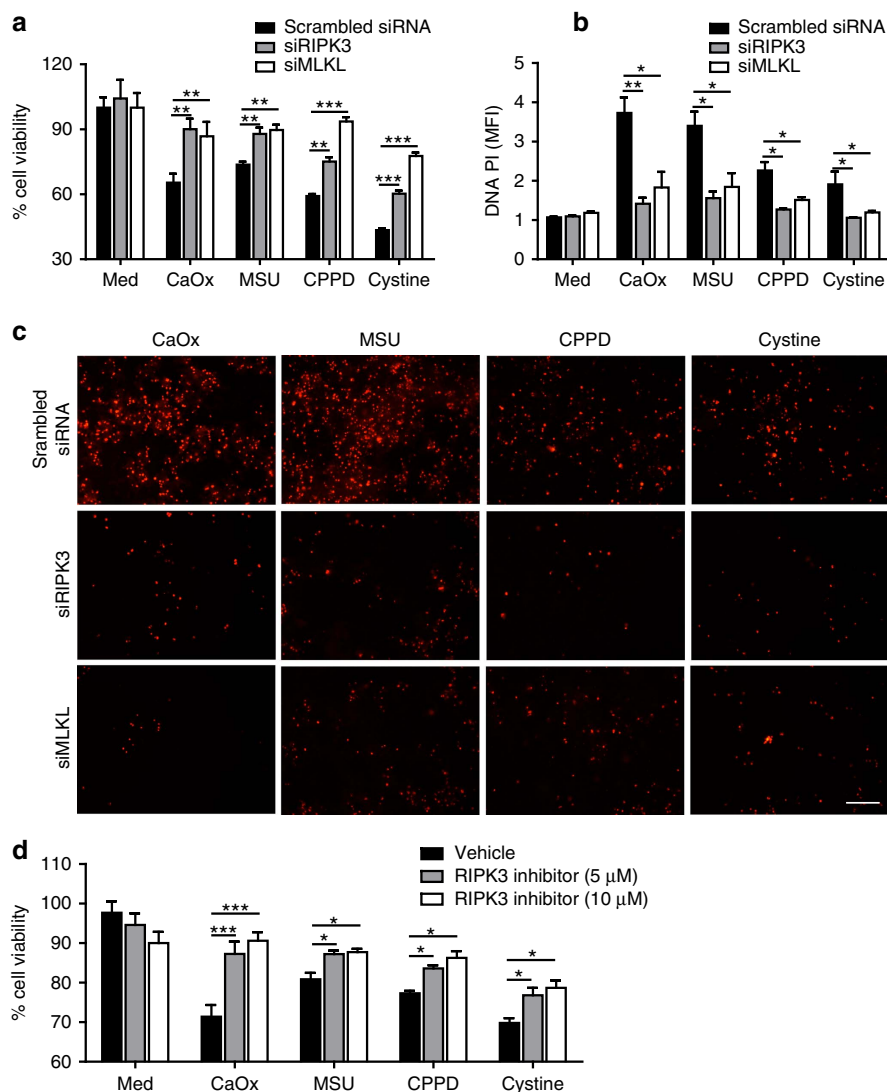 a
Scrambled siRNA
siRIPK3
siMLKL
120
90
60
30
% cell viability
** ** ** ** *** ** *** ***
Med CaOx MSU CPPD Cystine
b
Scrambled siRNA
siRIPK3
siMLKL
5
4
3
2
1
0
DNA PI (MFI)
* ** * * * * * *
Med CaOx MSU CPPD Cystine
c
CaOx MSU CPPD Cystine
Srambled
siRNA
siRIPK3
siMLKL
d
Vehicle
RIPK3 inhibitor (5 μM)
RIPK3 inhibitor (10 μM)
110
100
90
80
70
60
% cell viability
*** *** * * * * * *
Med CaOx MSU CPPD Cystine